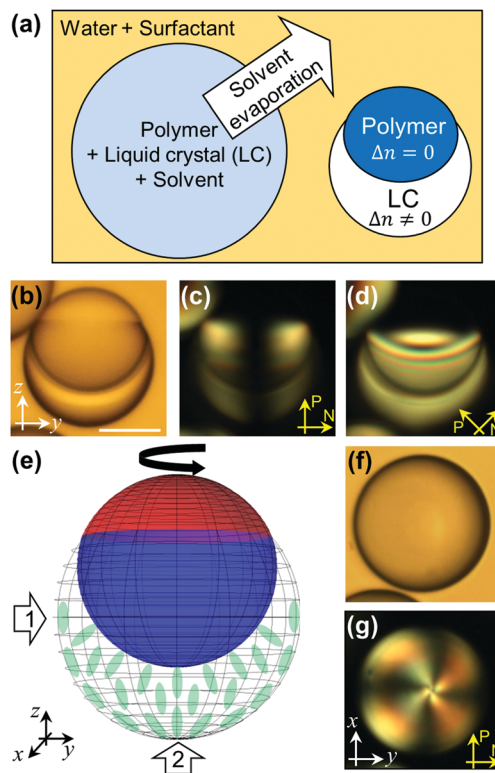 (a)
Water + Surfactant
Solvent
evaporation
Polymer
+ Liquid crystal (LC)
+ Solvent
Polymer
Δn = 0
LC
Δn ≠ 0
(b)
z
y
(c)
P
N
(d)
P
N
(e)
1
2
z
x
y
(f)
(g)
x
y
P
N